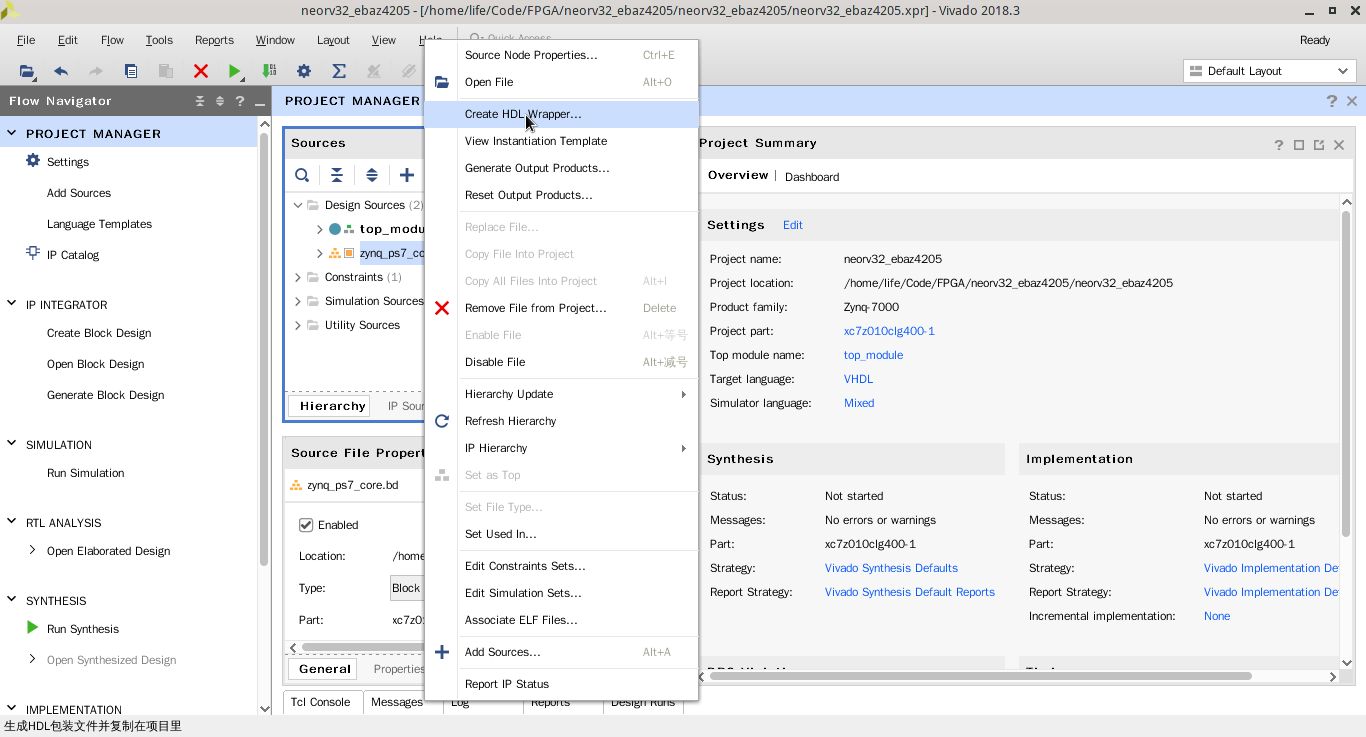 neorv32_ebaz4205 - [/home/life/Code/FPGA/neorv32_ebaz4205/neorv32_ebaz4205/neorv32_ebaz4205.xpr] - Vivado 2018.3
File Edit Flow Tools Reports Window Layout View Help Quick Access Ready
Default Layout
Flow Navigator
PROJECT MANAGER
Settings
Add Sources
Language Templates
IP Catalog
IP INTEGRATOR
Create Block Design
Open Block Design
Generate Block Design
SIMULATION
Run Simulation
RTL ANALYSIS
Open Elaborated Design
SYNTHESIS
Run Synthesis
Open Synthesized Design
IMPLEMENTATION
PROJECT MANAGER
Sources
Design Sources (2)
top_modu
zynq_ps7_co
Constraints (1)
Simulation Sources
Utility Sources
Hierarchy IP Sour
Source File Propert
zynq_ps7_core.bd
Enabled
Location: /home
Type: Block
Part: xc7z0
General Properties
Tcl Console Messages Log Reports Design Runs
Source Node Properties... Ctrl+E
Open File Alt+O
Create HDL Wrapper...
View Instantiation Template
Generate Output Products...
Reset Output Products...
Replace File...
Copy File Into Project
Copy All Files Into Project Alt+I
Remove File from Project... Delete
Enable File Alt+等号
Disable File Alt+减号
Hierarchy Update
Refresh Hierarchy
IP Hierarchy
Set as Top
Set File Type...
Set Used In...
Edit Constraints Sets...
Edit Simulation Sets...
Associate ELF Files...
Add Sources... Alt+A
Report IP Status
Project Summary
Overview | Dashboard
Settings Edit
Project name: neorv32_ebaz4205
Project location: /home/life/Code/FPGA/neorv32_ebaz4205/neorv32_ebaz4205
Product family: Zynq-7000
Project part: xc7z010clg400-1
Top module name: top_module
Target language: VHDL
Simulator language: Mixed
Synthesis
Status: Not started
Messages: No errors or warnings
Part: xc7z010clg400-1
Strategy: Vivado Synthesis Defaults
Report Strategy: Vivado Synthesis Default Reports
Implementation
Status: Not started
Messages: No errors or warnings
Part: xc7z010clg400-1
Strategy: Vivado Implementation De
Report Strategy: Vivado Implementation De
Incremental implementation: None
生成HDL包装文件并复制在项目里